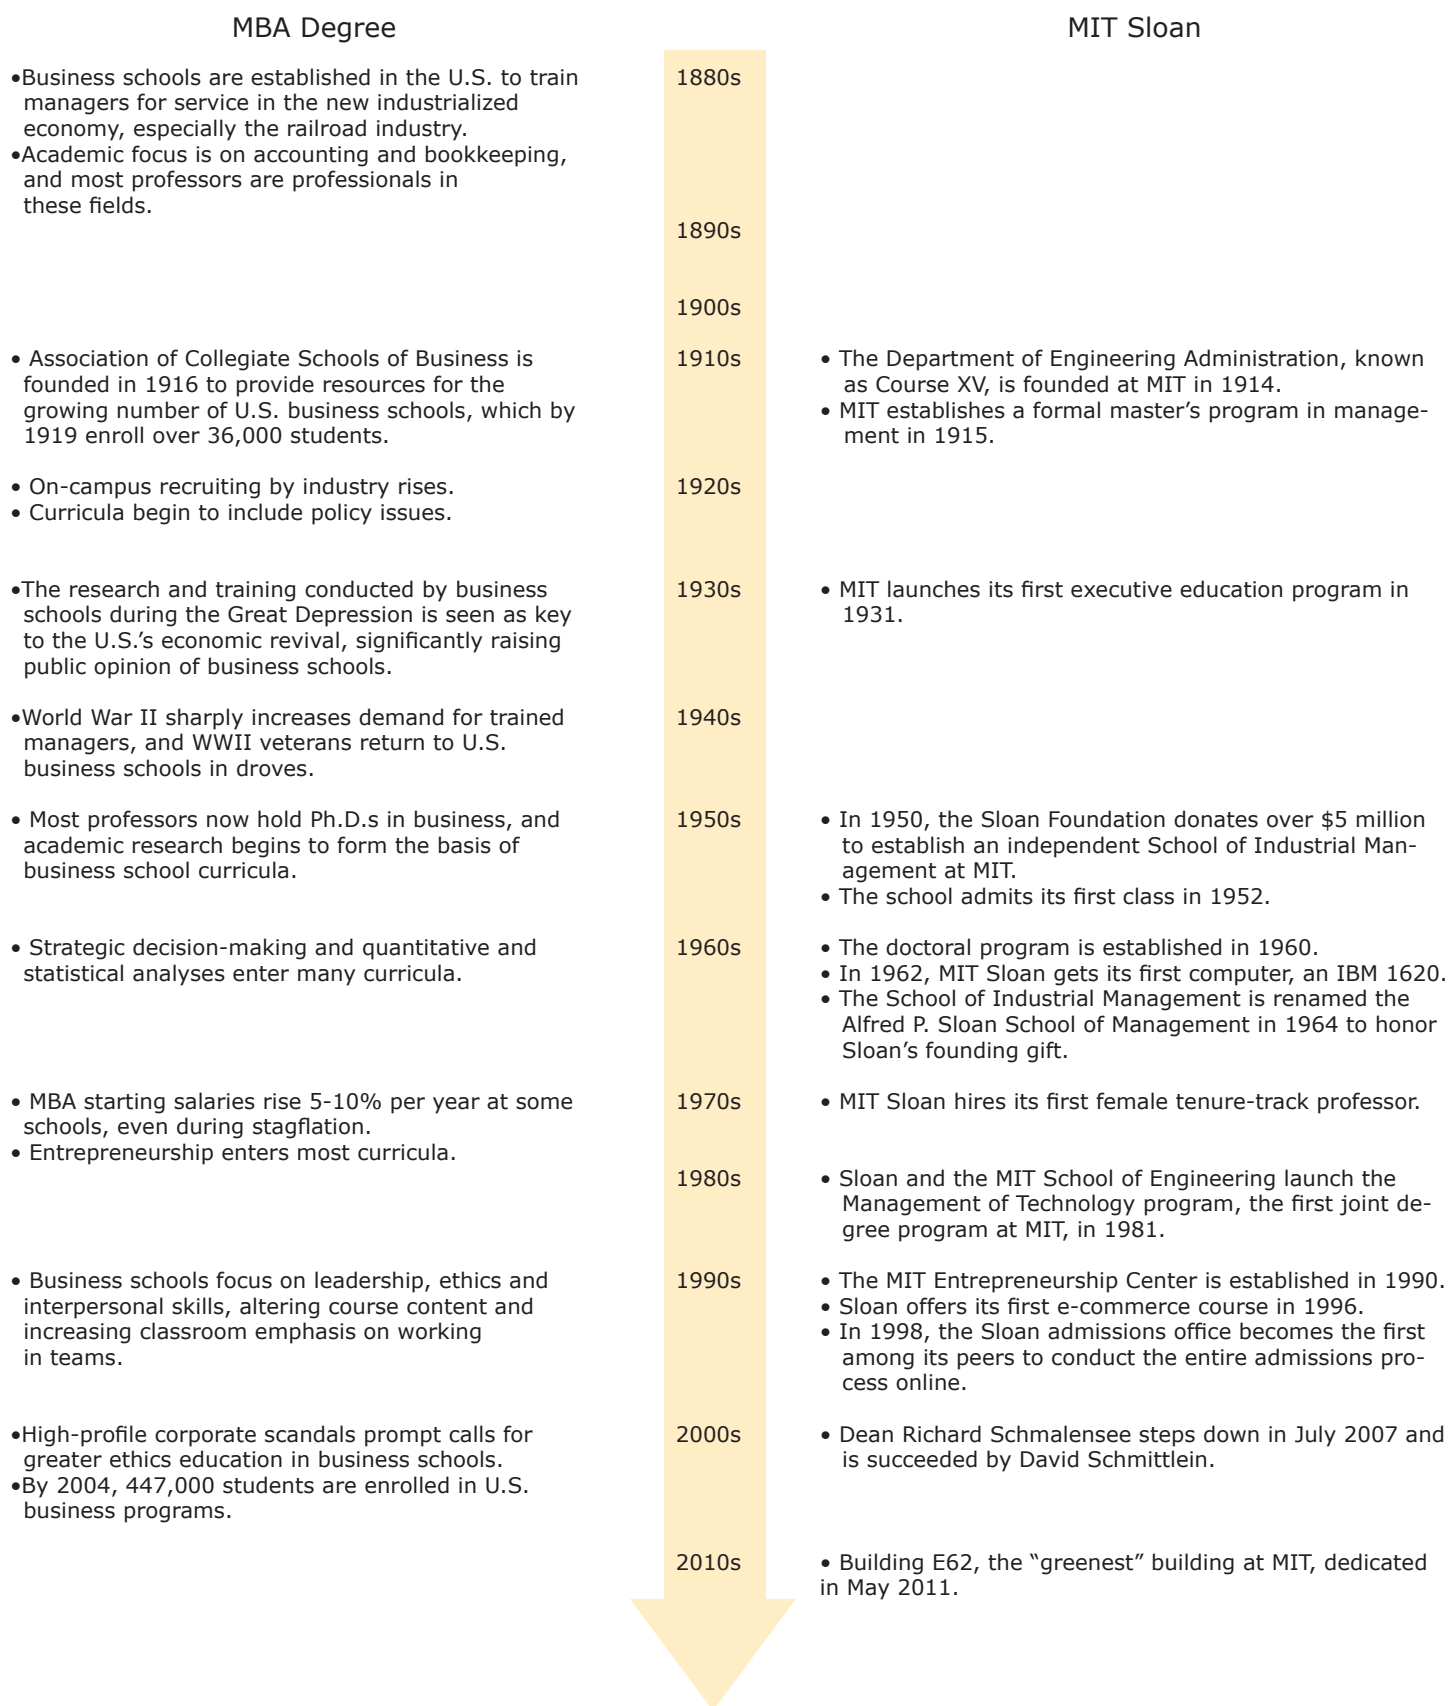 MBA Degree
MIT Sloan
•Business schools are established in the U.S. to train
managers for service in the new industrialized
economy, especially the railroad industry.
•Academic focus is on accounting and bookkeeping,
and most professors are professionals in
these fields.
1880s
1890s
1900s
• Association of Collegiate Schools of Business is
founded in 1916 to provide resources for the
growing number of U.S. business schools, which by
1919 enroll over 36,000 students.
1910s
• The Department of Engineering Administration, known
as Course XV, is founded at MIT in 1914.
• MIT establishes a formal master’s program in manage-
ment in 1915.
• On-campus recruiting by industry rises.
• Curricula begin to include policy issues.
1920s
•The research and training conducted by business
schools during the Great Depression is seen as key
to the U.S.’s economic revival, significantly raising
public opinion of business schools.
1930s
• MIT launches its first executive education program in
1931.
•World War II sharply increases demand for trained
managers, and WWII veterans return to U.S.
business schools in droves.
1940s
• Most professors now hold Ph.D.s in business, and
academic research begins to form the basis of
business school curricula.
1950s
• In 1950, the Sloan Foundation donates over $5 million
to establish an independent School of Industrial Man-
agement at MIT.
• The school admits its first class in 1952.
• Strategic decision-making and quantitative and
statistical analyses enter many curricula.
1960s
• The doctoral program is established in 1960.
• In 1962, MIT Sloan gets its first computer, an IBM 1620.
• The School of Industrial Management is renamed the
Alfred P. Sloan School of Management in 1964 to honor
Sloan’s founding gift.
• MBA starting salaries rise 5-10% per year at some
schools, even during stagflation.
• Entrepreneurship enters most curricula.
1970s
• MIT Sloan hires its first female tenure-track professor.
1980s
• Sloan and the MIT School of Engineering launch the
Management of Technology program, the first joint de-
gree program at MIT, in 1981.
• Business schools focus on leadership, ethics and
interpersonal skills, altering course content and
increasing classroom emphasis on working
in teams.
1990s
• The MIT Entrepreneurship Center is established in 1990.
• Sloan offers its first e-commerce course in 1996.
• In 1998, the Sloan admissions office becomes the first
among its peers to conduct the entire admissions pro-
cess online.
•High-profile corporate scandals prompt calls for
greater ethics education in business schools.
•By 2004, 447,000 students are enrolled in U.S.
business programs.
2000s
• Dean Richard Schmalensee steps down in July 2007 and
is succeeded by David Schmittlein.
2010s
• Building E62, the “greenest” building at MIT, dedicated
in May 2011.